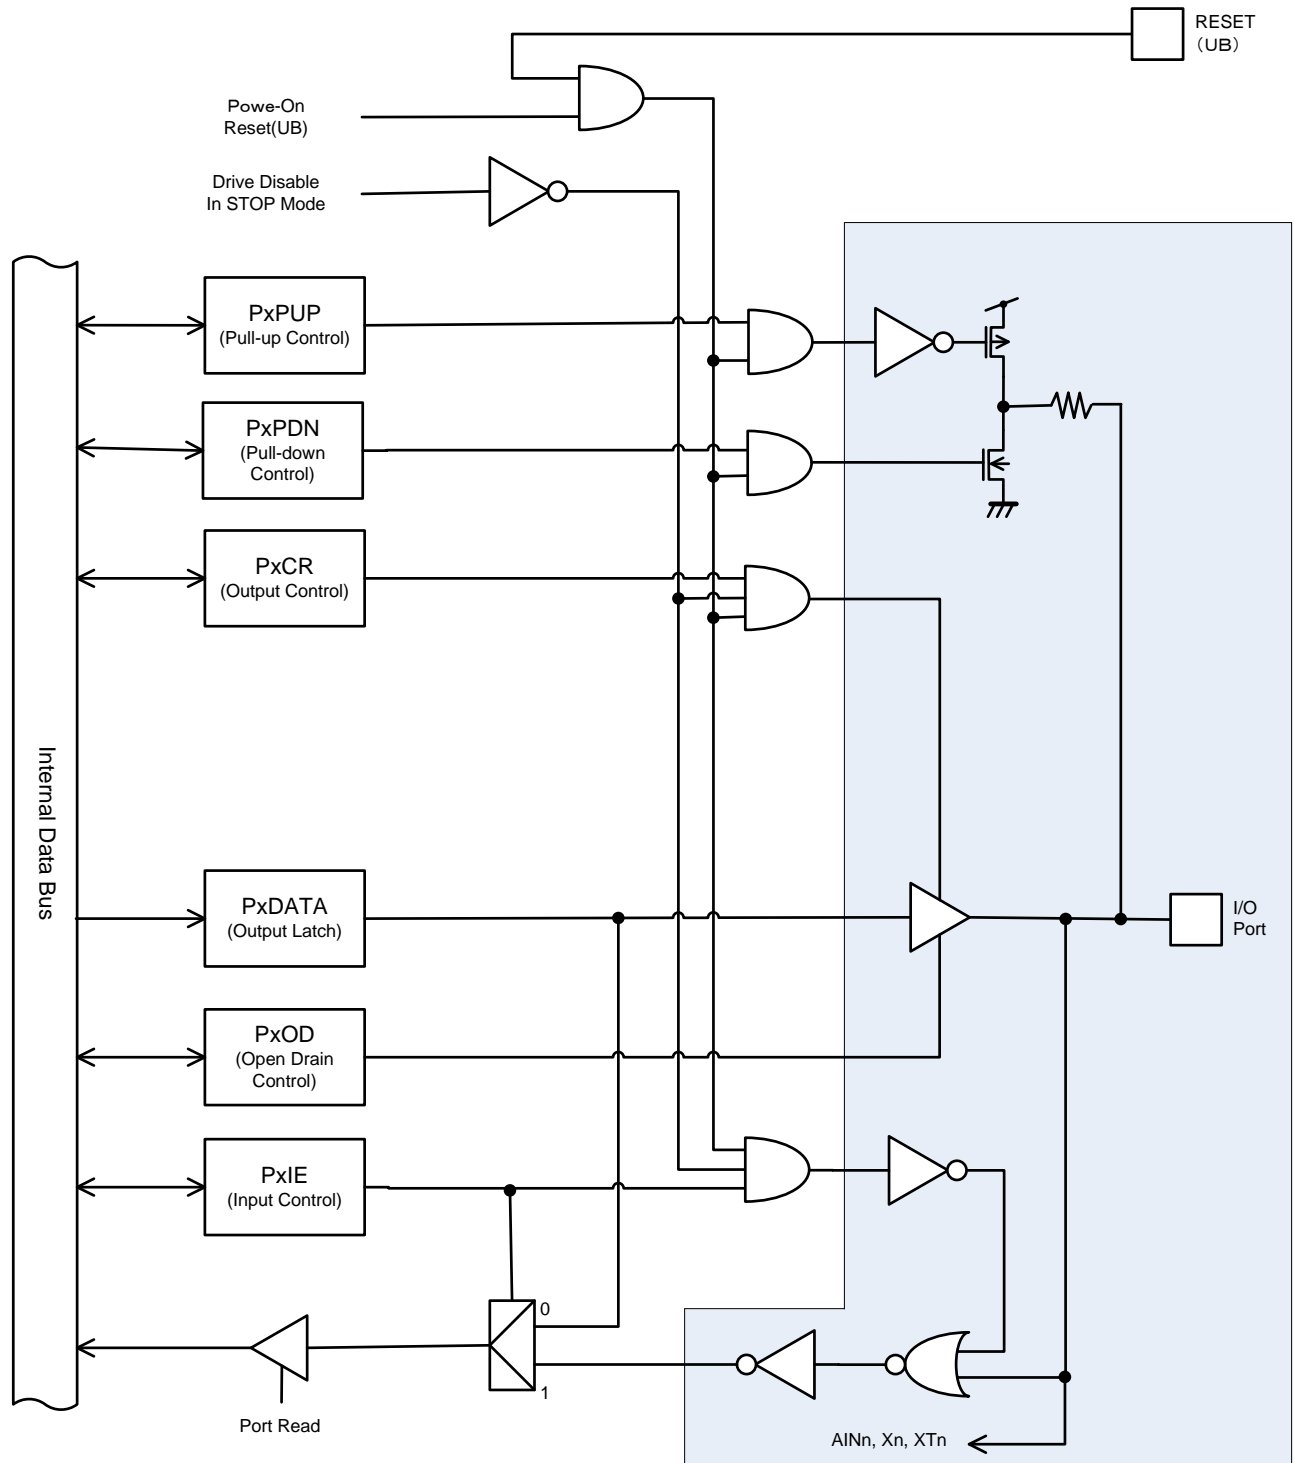 RESET
（UB）
Powe-On
Reset(UB)
Drive Disable
In STOP Mode
PxPUP
(Pull-up Control)
PxPDN
(Pull-down
Control)
PxCR
(Output Control)
Internal Data Bus
PxDATA
(Output Latch)
I/O
Port
PxOD
(Open Drain
Control)
PxIE
(Input Control)
0
1
Port Read
AINn, Xn, XTn